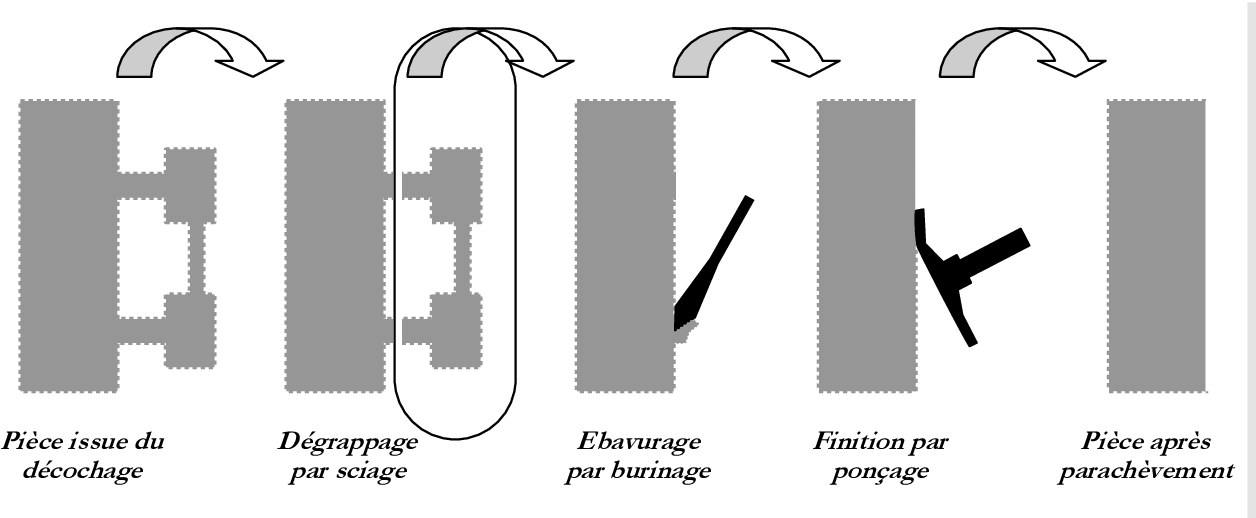 Pièce issue du
décochage
Dégrappage
par sciage
Ebavurage
par burinage
Finition par
ponçage
Pièce après
parachèvement